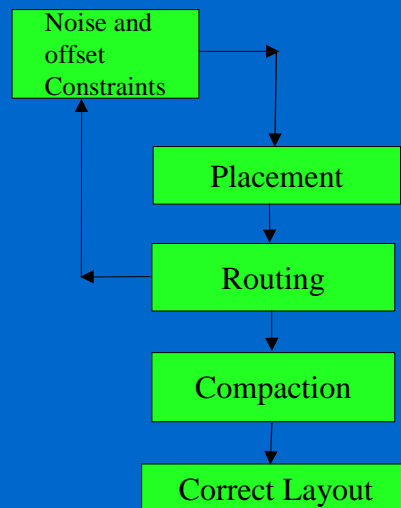 Noise and
offset
Constraints
Placement
Routing
Compaction
Correct Layout